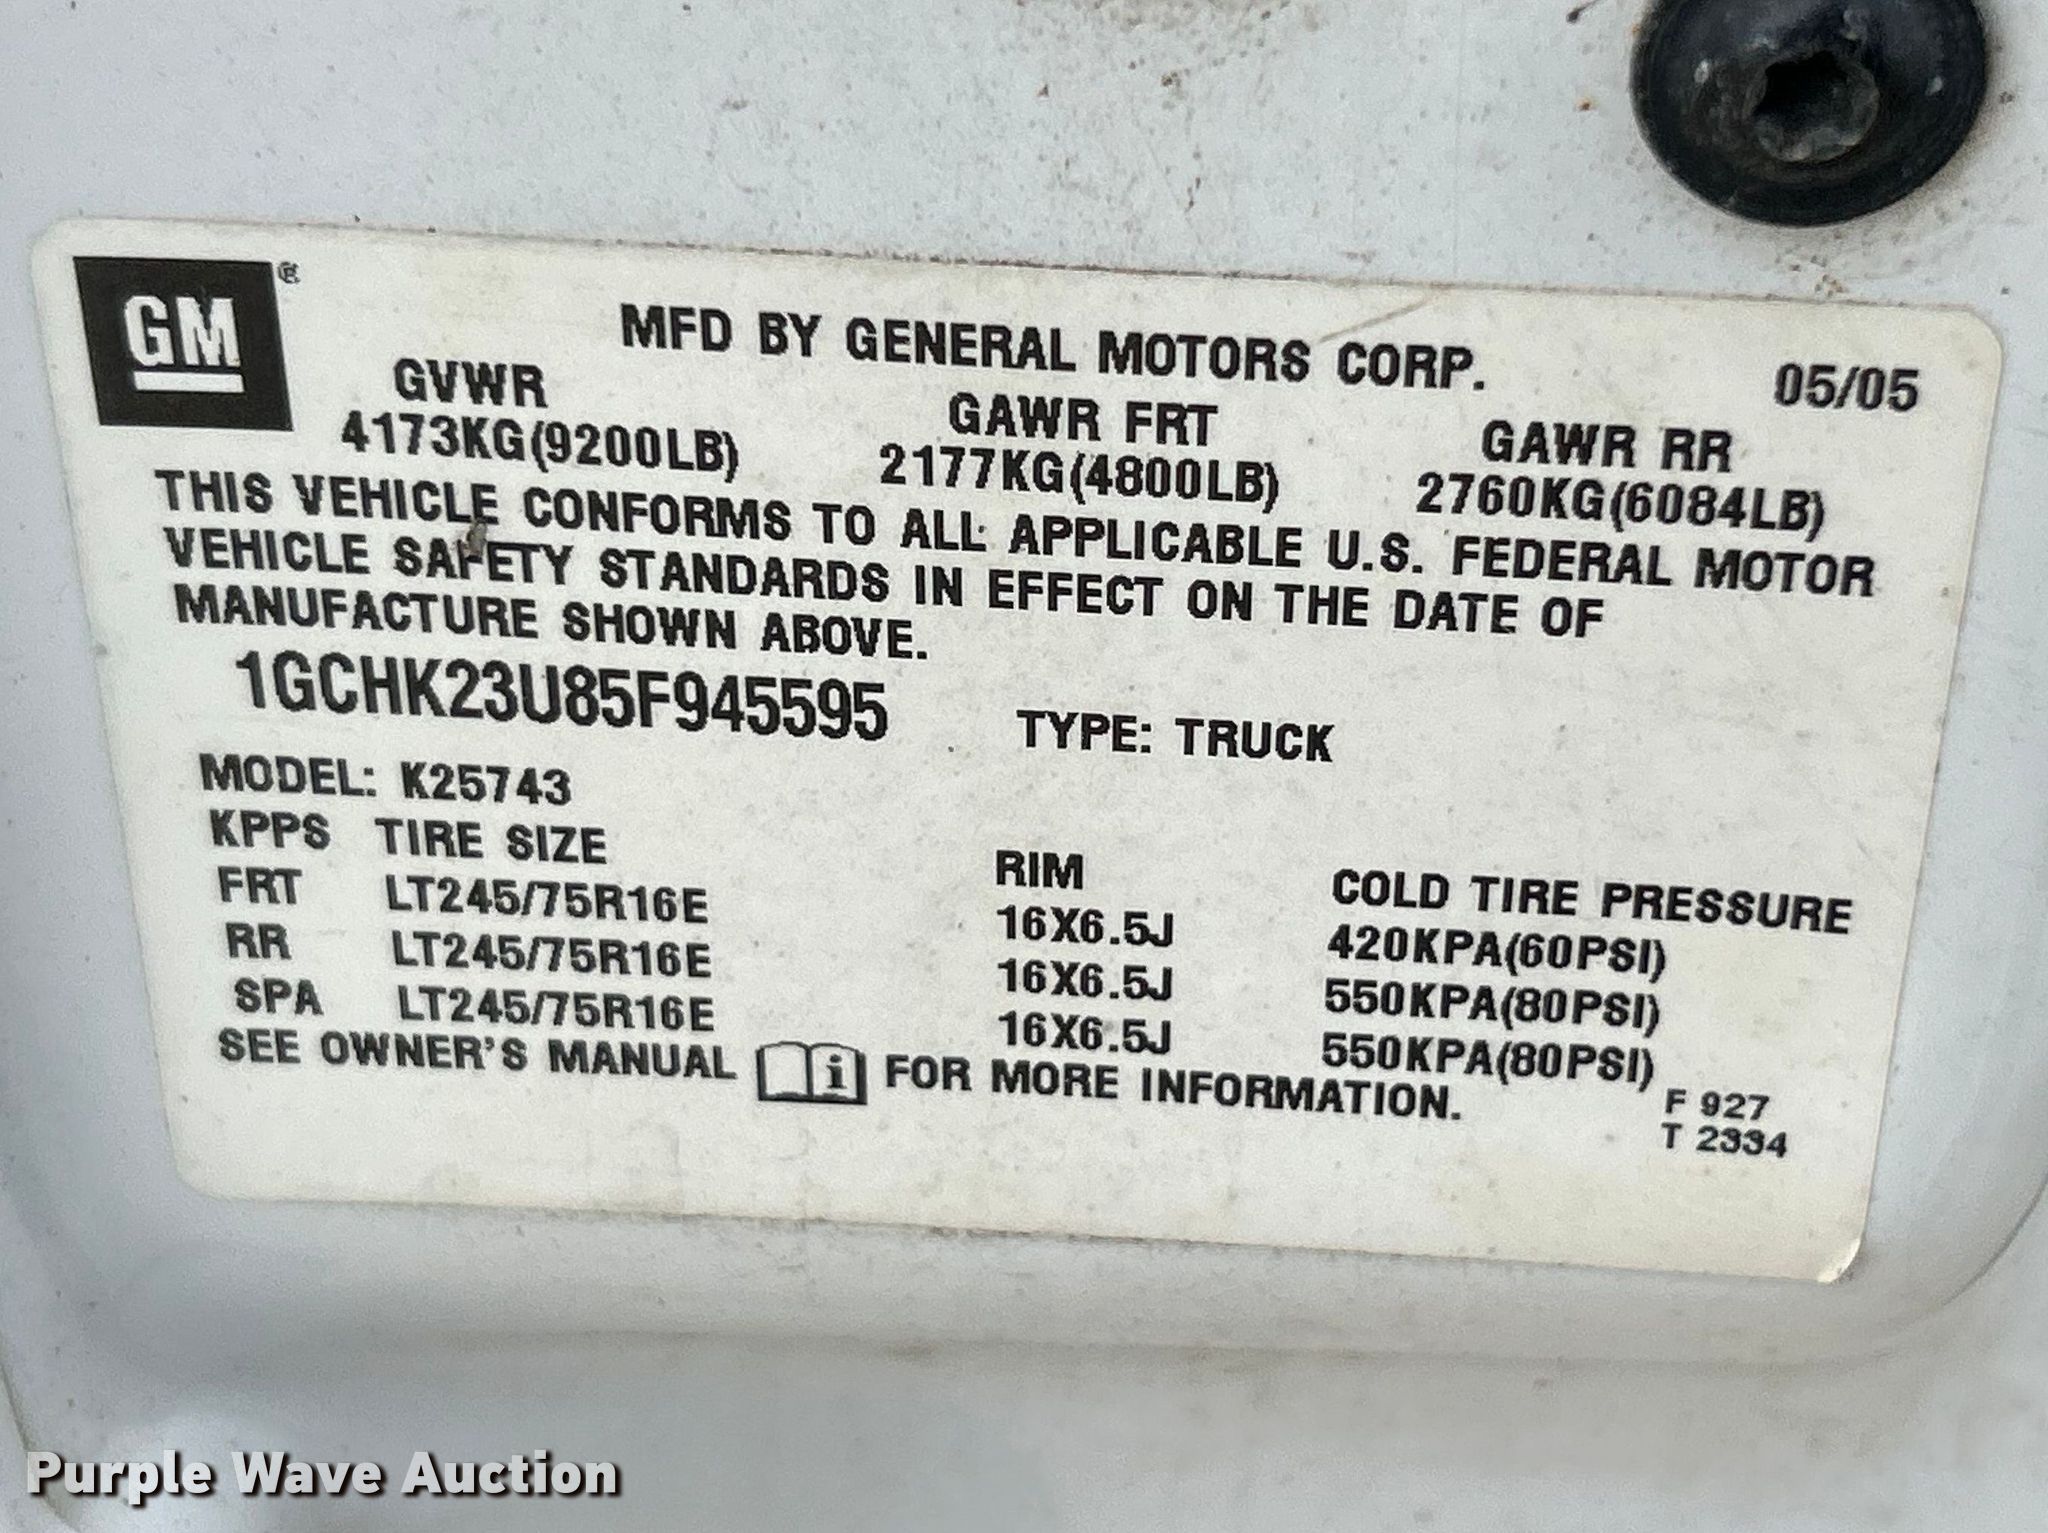 GM ®
MFD BY GENERAL MOTORS CORP. 05/05
GVWR GAWR FRT GAWR RR
4173KG(9200LB) 2177KG(4800LB) 2760KG(6084LB)
THIS VEHICLE CONFORMS TO ALL APPLICABLE U.S. FEDERAL MOTOR
VEHICLE SAFETY STANDARDS IN EFFECT ON THE DATE OF
MANUFACTURE SHOWN ABOVE.
1GCHK23U85F945595 TYPE: TRUCK
MODEL: K25743
KPPS TIRE SIZE RIM COLD TIRE PRESSURE
FRT LT245/75R16E 16X6.5J 420KPA(60PSI)
RR LT245/75R16E 16X6.5J 550KPA(80PSI)
SPA LT245/75R16E 16X6.5J 550KPA(80PSI)
SEE OWNER'S MANUAL i FOR MORE INFORMATION.
F 927
T 2334
Purple Wave Auction